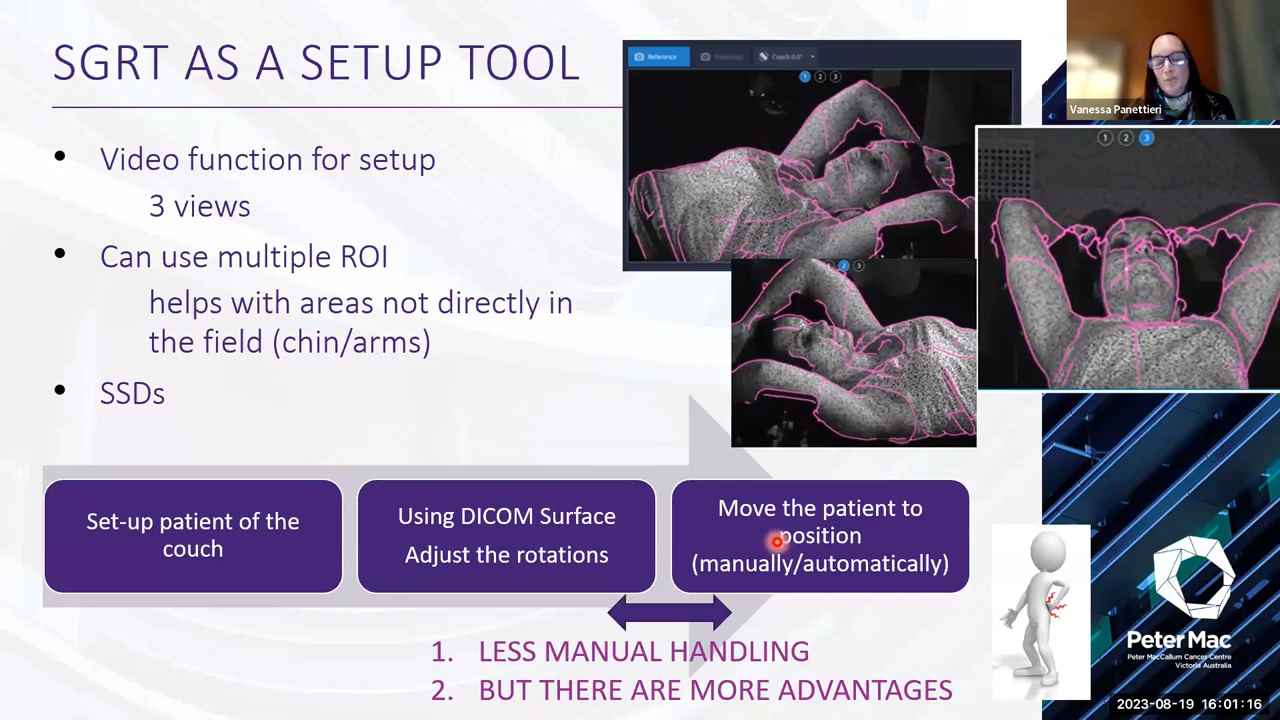 SGRT AS A SETUP TOOL
• Video function for setup
3 views
• Can use multiple ROI
helps with areas not directly in
the field (chin/arms)
• SSDs
Reference
Treatment
Couch 0.0°
1 2 3
2 3
1 2 3
Vanessa Panettieri
Set-up patient of the
couch
Using DICOM Surface
Adjust the rotations
Move the patient to
position
(manually/automatically)
1. LESS MANUAL HANDLING
2. BUT THERE ARE MORE ADVANTAGES
Peter Mac
Peter MacCallum Cancer Centre
Victoria Australia
2023-08-19 16:01:16